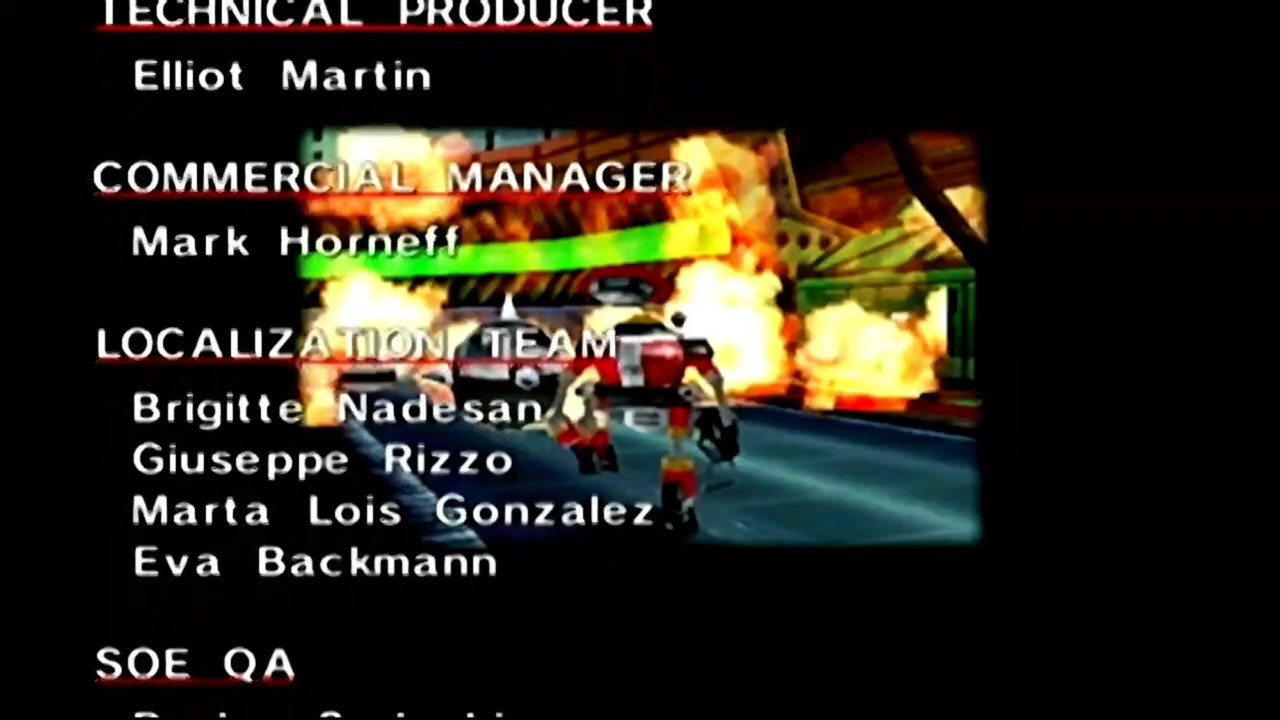 TECHNICAL PRODUCER
Elliot Martin
COMMERCIAL MANAGER
Mark Horneff
LOCALIZATION TEAM
Brigitte Nadesan
Giuseppe Rizzo
Marta Lois Gonzalez
Eva Backmann
SOE QA